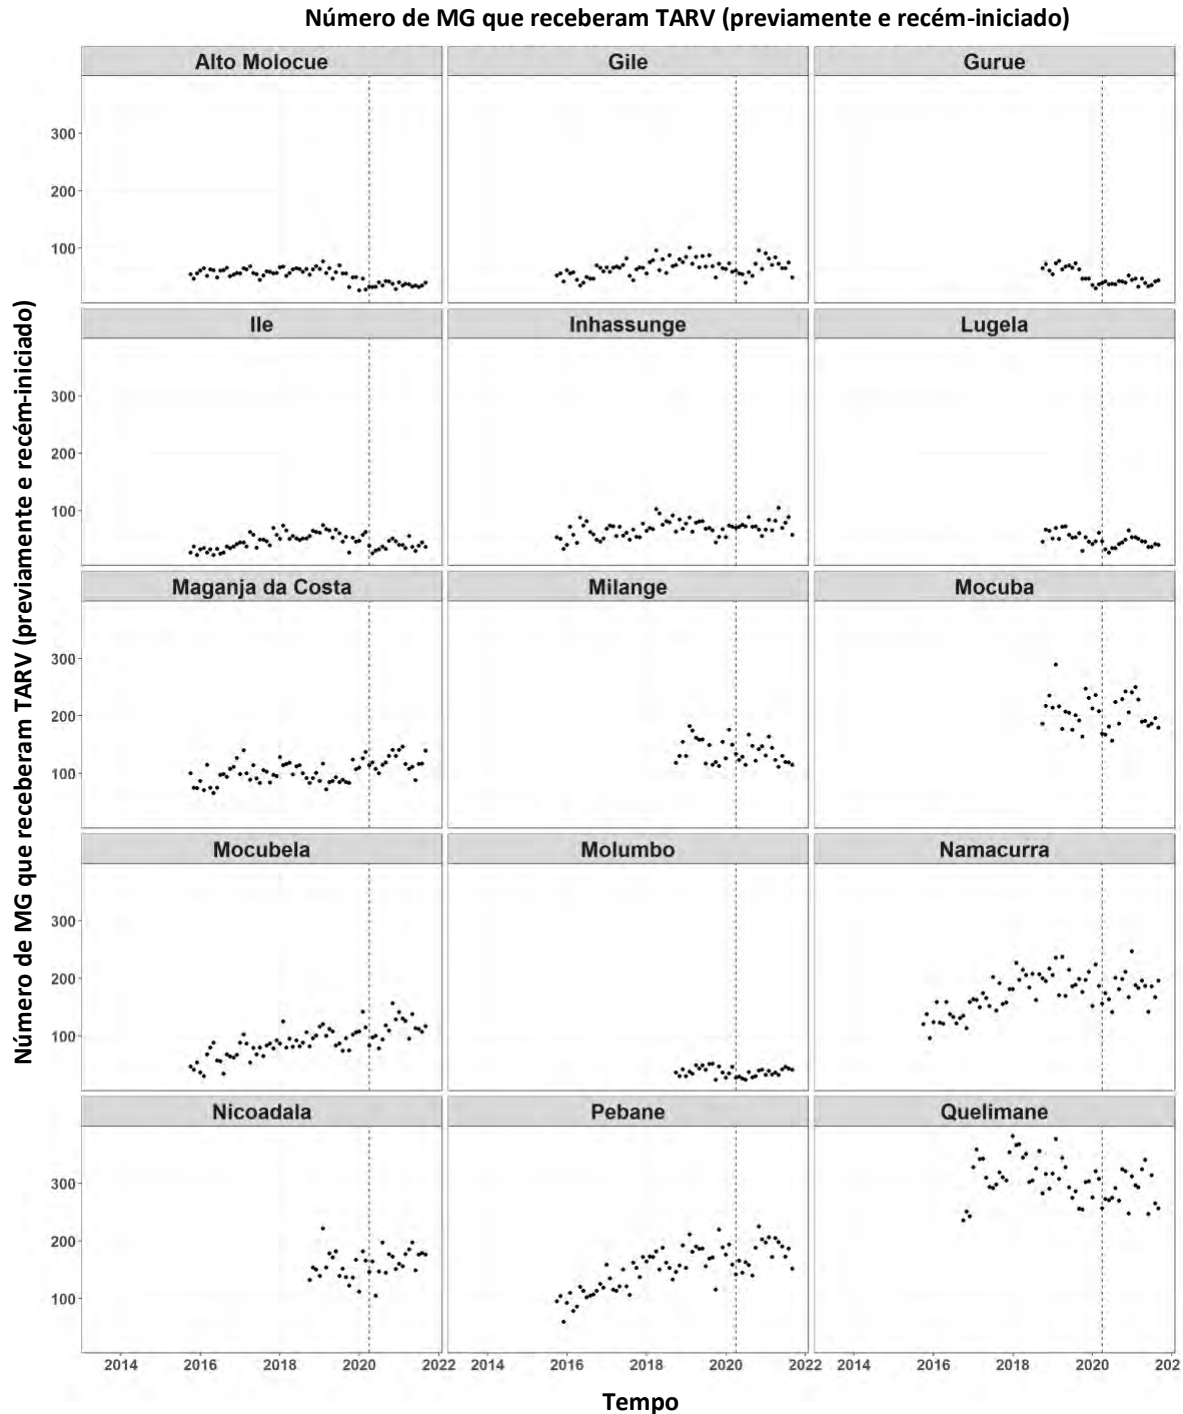 Número de MG que receberam TARV (previamente e recém-iniciado)
Número de MG que receberam TARV (previamente e recém-iniciado)
Alto Molocue
Gile
Gurue
300
200
100
Ile
Inhassunge
Lugela
300
200
100
Maganja da Costa
Milange
Mocuba
300
200
100
Mocubela
Molumbo
Namacurra
300
200
100
Nicoadala
Pebane
Quelimane
300
200
100
2014 2016 2018 2020 2022 2014 2016 2018 2020 2022 2014 2016 2018 2020 202
Tempo